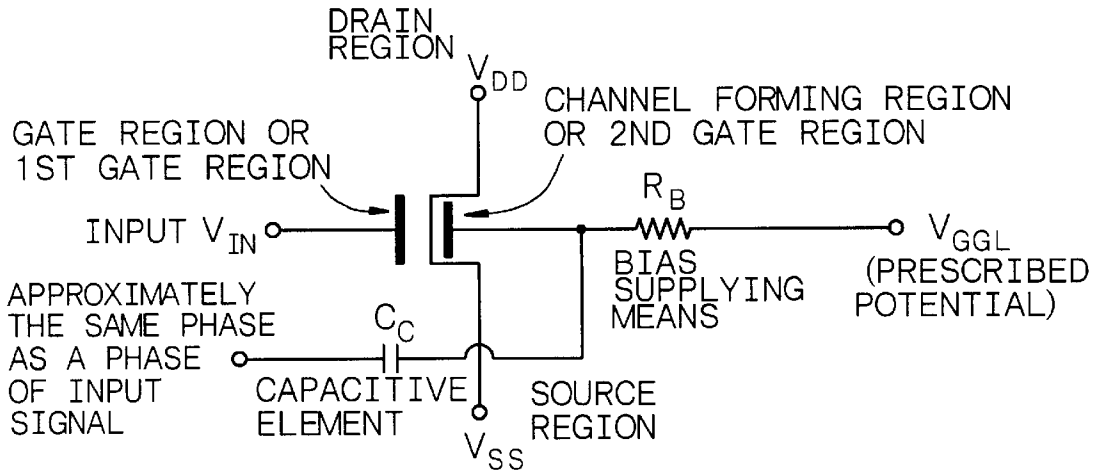 DRAIN
REGION
VDD
CHANNEL FORMING REGION
OR 2ND GATE REGION
GATE REGION OR
1ST GATE REGION
RB
INPUT VIN
VGGL
(PRESCRIBED
POTENTIAL)
BIAS
SUPPLYING
MEANS
APPROXIMATELY
THE SAME PHASE
AS A PHASE
OF INPUT
SIGNAL
CC
CAPACITIVE
ELEMENT
SOURCE
REGION
VSS